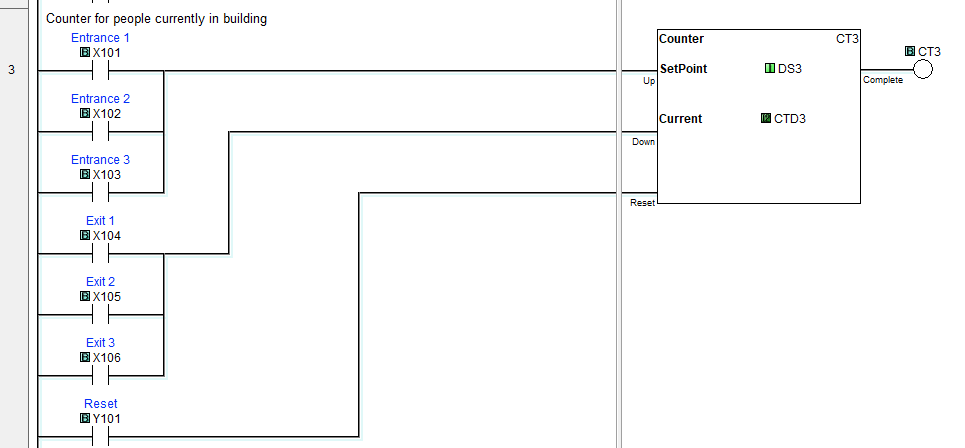 Counter for people currently in building
Entrance 1
X101
3
Entrance 2
X102
Entrance 3
X103
Exit 1
X104
Exit 2
X105
Exit 3
X106
Reset
Y101
Counter CT3
SetPoint DS3
Up
Current CTD3
Down
Reset
CT3
Complete